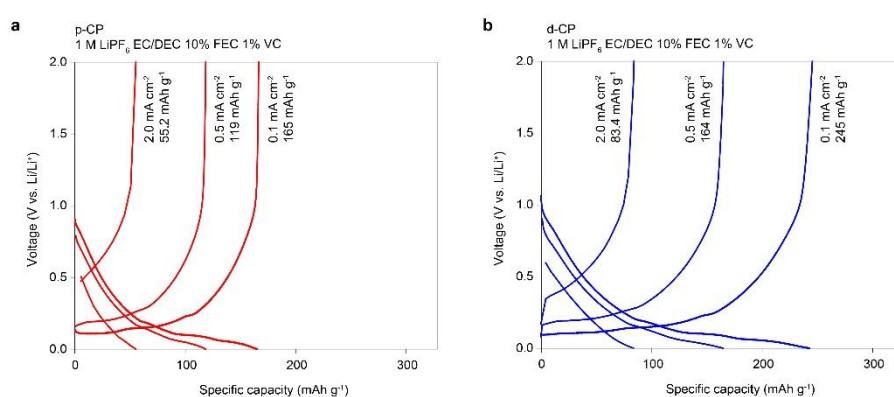 a
p-CP
1 M LiPF₆ EC/DEC 10% FEC 1% VC
2.0
1.5
1.0
0.5
0.0
Voltage (V vs. Li/Li⁺)
2.0 mA cm⁻²
55.2 mAh g⁻¹
0.5 mA cm⁻²
119 mAh g⁻¹
0.1 mA cm⁻²
165 mAh g⁻¹
0
100
200
300
Specific capacity (mAh g⁻¹)
b
d-CP
1 M LiPF₆ EC/DEC 10% FEC 1% VC
2.0
1.5
1.0
0.5
0.0
Voltage (V vs. Li/Li⁺)
2.0 mA cm⁻²
83.4 mAh g⁻¹
0.5 mA cm⁻²
164 mAh g⁻¹
0.1 mA cm⁻²
245 mAh g⁻¹
0
100
200
300
Specific capacity (mAh g⁻¹)